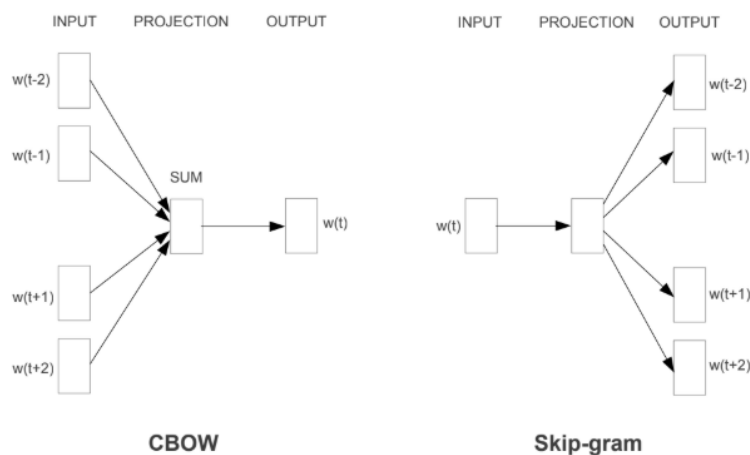 INPUT PROJECTION OUTPUT
w(t-2)
w(t-1)
SUM
w(t)
w(t+1)
w(t+2)
CBOW
INPUT PROJECTION OUTPUT
w(t-2)
w(t-1)
w(t)
w(t+1)
w(t+2)
Skip-gram